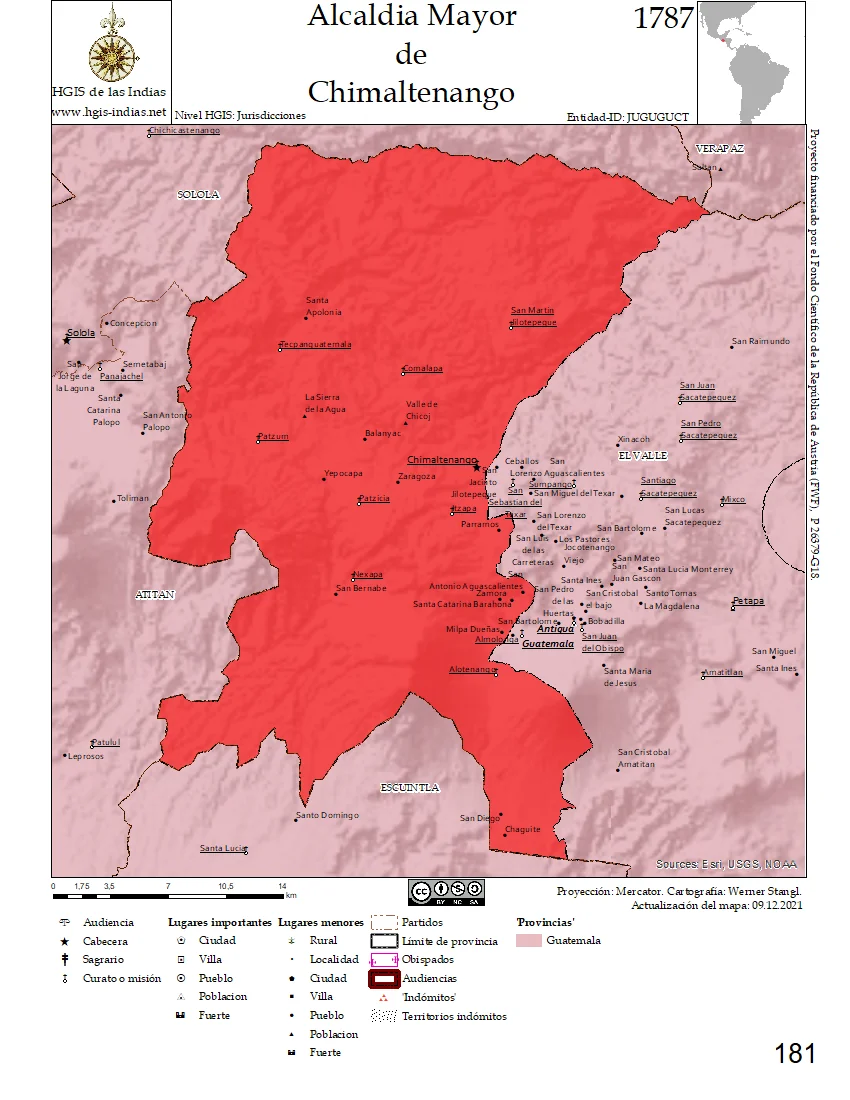 Alcaldia Mayor
de
Chimaltenango
1787
HGIS de las Indias
www.hgis-indias.net
Nivel HGIS: Jurisdicciones
Entidad-ID: JUGUGUCT
Proyecto financiado por el Fondo Científico de la República de Austria (FWF), P 26379-G18.
Chichicastenango
VERAPAZ
SOLOLA
Santa
Apolonia
Concepcion
Solola
San Martin
Jilotepeque
Tecpanguatemala
San Raimundo
San
Jorge de
la Laguna
Sernetabaj
Panajachel
Comalapa
San Juan
Sacatepequez
Santa
Catarina
Palopo
La Sierra
de la Agua
Valle de
Chicoj
San Antonio
Palopo
San Pedro
Sacatepequez
Patzum
Balanyac
Xinacoh
EL VALLE
Chimaltenango
Ceballos
San
Lorenzo
Aguascalientes
San
Jacinto
Jilotepeque
Yepocapa
Zaragoza
Sumpango
Santiago
Sacatepequez
San
Sebastian del
Texar
San Miguel del Texar
Mixco
Toliman
Patzicia
Itzapa
San Lucas
Sacatepequez
Parramos
San Lorenzo
del Texar
San Bartolome
San Luis
de las
Carreteras
Los Pastores
Jocotenango
Viejo
San Mateo
San
Juan Gascon
Santa Lucia Monterrey
Nexapa
San
Antonio Aguascalientes
Santa Ines
San Bernabe
Zamora
San Pedro
de las
Huertas
San Cristobal
el bajo
Santo Tomas
ATITAN
Santa Catarina Barahona
La Magdalena
Petapa
San Bartolome
Bobadilla
Milpa Dueñas
Antigua
Guatemala
Almolonga
San Juan
del Obispo
San Miguel
Alotenango
Santa Maria
de Jesus
Amatitlan
Santa Ines
Patulul
Leprosos
San Cristobal
Amatitan
ESCUINTLA
Santo Domingo
San Diego
Chaguite
Santa Lucia
Sources: Esri, USGS, NOAA
0 1,75 3,5 7 10,5 14
km
CC BY NC SA
Proyección: Mercator. Cartografía: Werner Stangl.
Actualización del mapa: 09.12.2021
Audiencia
Cabecera
Sagrario
Curato o misión
Lugares importantes
Ciudad
Villa
Pueblo
Poblacion
Fuerte
Lugares menores
Rural
Localidad
Ciudad
Villa
Pueblo
Poblacion
Fuerte
Partidos
Límite de provincia
Obispados
Audiencias
'Indómitos'
Territorios indómitos
'Provincias'
Guatemala
181